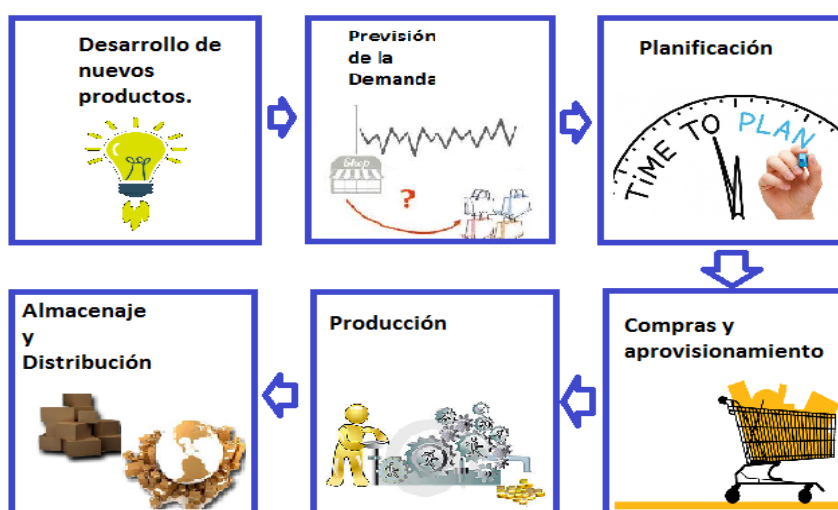 Desarrollo de
nuevos
productos.
Previsión
de la
Demanda
Shop
?
Planificación
TiME TO PLAN
Compras y
aprovisionamiento
Producción
Almacenaje
y
Distribución